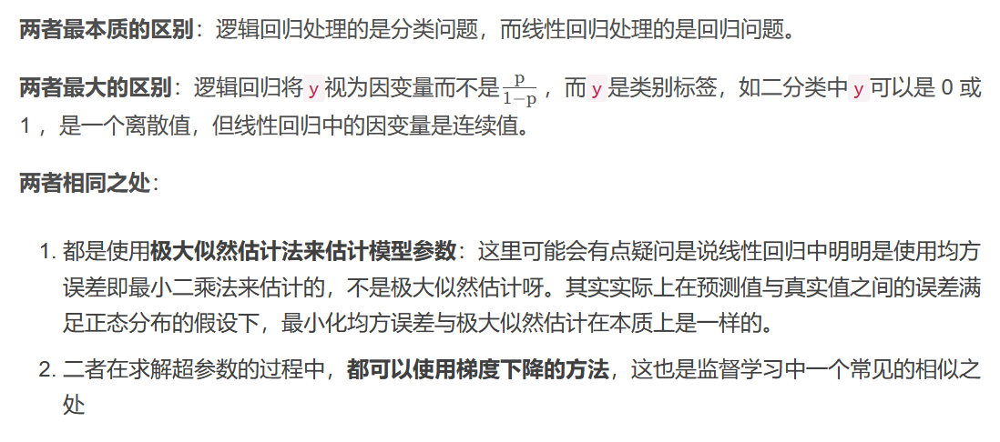 两者最本质的区别：逻辑回归处理的是分类问题，而线性回归处理的是回归问题。
两者最大的区别：逻辑回归将 y 视为因变量而不是 p/1−p ，而 y 是类别标签，如二分类中 y 可以是 0 或
1 ，是一个离散值，但线性回归中的因变量是连续值。
两者相同之处：
1. 都是使用极大似然估计法来估计模型参数：这里可能会有点疑问是说线性回归中明明是使用均方
误差即最小二乘法来估计的，不是极大似然估计呀。其实实际上在预测值与真实值之间的误差满
足正态分布的假设下，最小化均方误差与极大似然估计在本质上是一样的。
2. 二者在求解超参数的过程中，都可以使用梯度下降的方法，这也是监督学习中一个常见的相似之
处